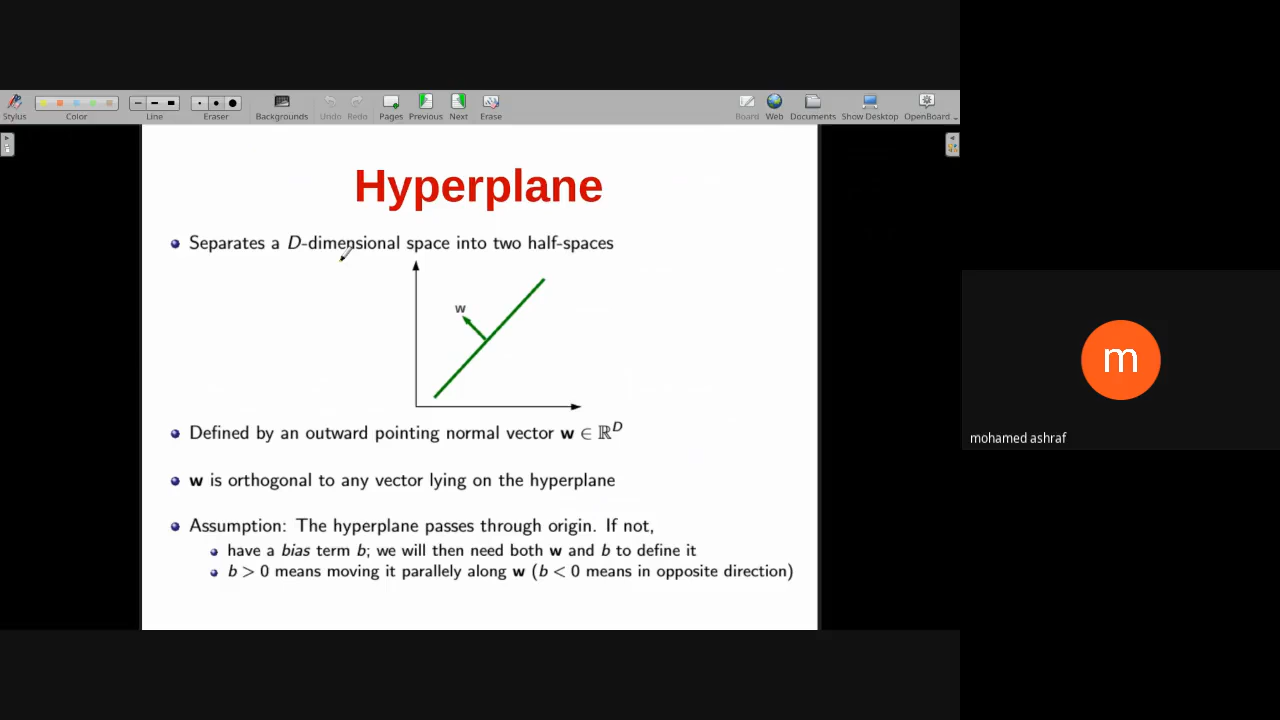 Stylus Color Line Eraser Backgrounds Undo Redo Pages Previous Next Erase Board Web Documents Show Desktop OpenBoard
Hyperplane
Separates a D-dimensional space into two half-spaces
w
Defined by an outward pointing normal vector w ∈ ℝ^D
w is orthogonal to any vector lying on the hyperplane
Assumption: The hyperplane passes through origin. If not,
have a bias term b; we will then need both w and b to define it
b > 0 means moving it parallely along w (b < 0 means in opposite direction)
m
mohamed ashraf